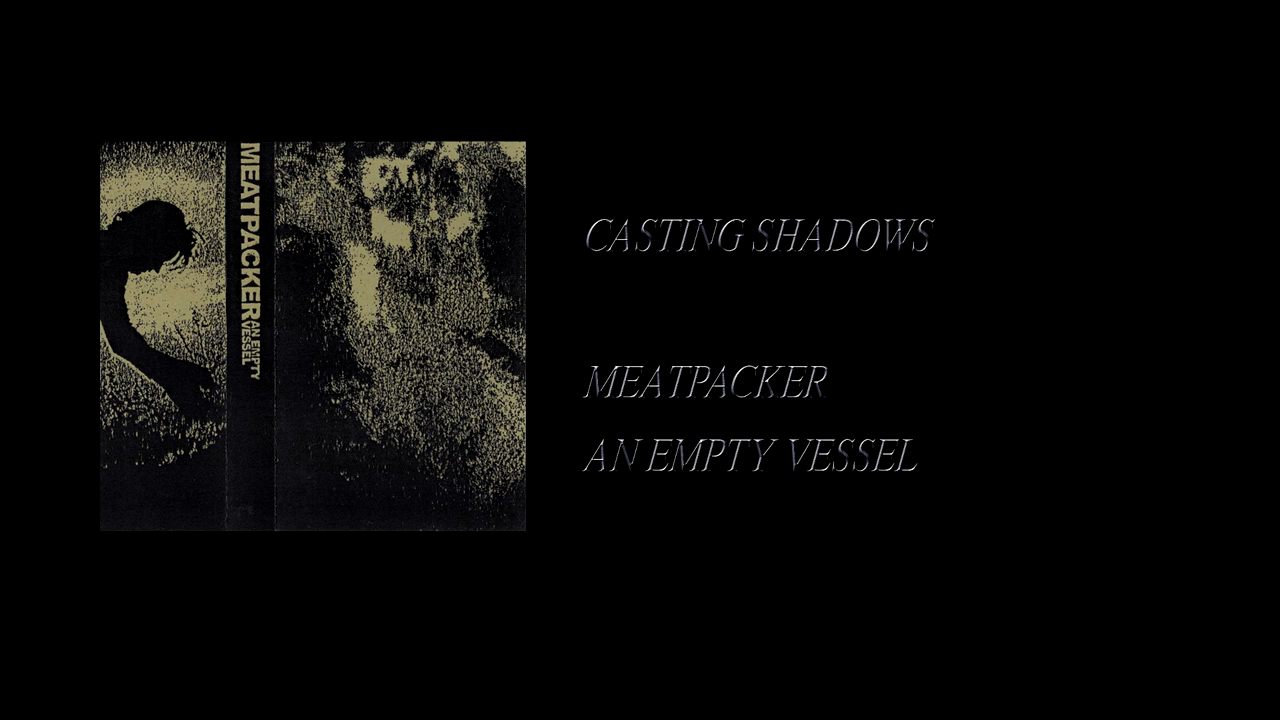 MEATPACKER
AN EMPTY
VESSEL
CASTING SHADOWS
MEATPACKER
AN EMPTY VESSEL